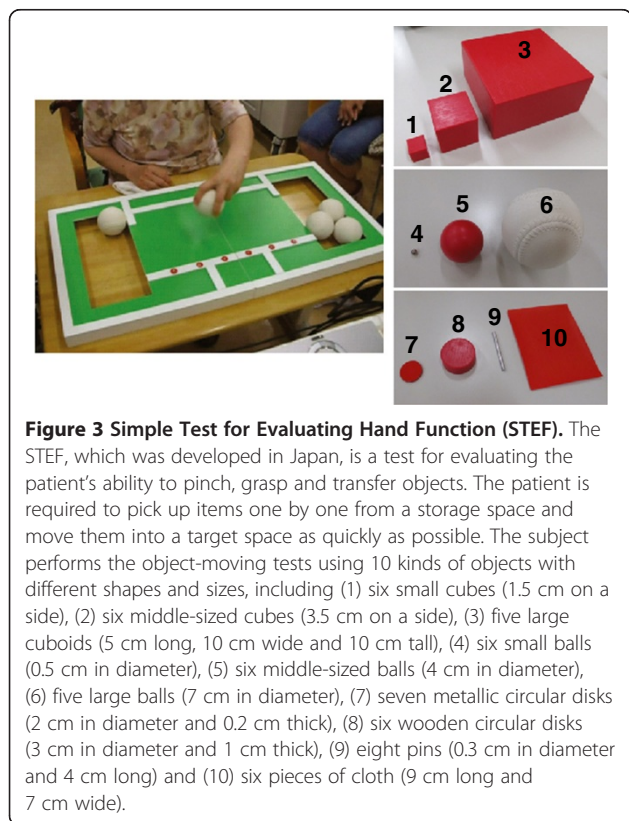 3
2
1
5
6
4
9
8
7
10
Figure 3 Simple Test for Evaluating Hand Function (STEF). The
STEF, which was developed in Japan, is a test for evaluating the
patient's ability to pinch, grasp and transfer objects. The patient is
required to pick up items one by one from a storage space and
move them into a target space as quickly as possible. The subject
performs the object-moving tests using 10 kinds of objects with
different shapes and sizes, including (1) six small cubes (1.5 cm on a
side), (2) six middle-sized cubes (3.5 cm on a side), (3) five large
cuboids (5 cm long, 10 cm wide and 10 cm tall), (4) six small balls
(0.5 cm in diameter), (5) six middle-sized balls (4 cm in diameter),
(6) five large balls (7 cm in diameter), (7) seven metallic circular disks
(2 cm in diameter and 0.2 cm thick), (8) six wooden circular disks
(3 cm in diameter and 1 cm thick), (9) eight pins (0.3 cm in diameter
and 4 cm long) and (10) six pieces of cloth (9 cm long and
7 cm wide).